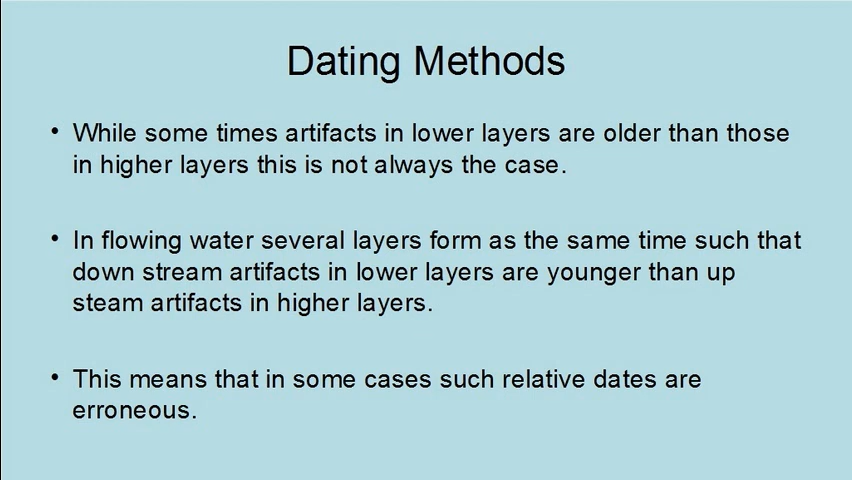 Dating Methods
• While some times artifacts in lower layers are older than those
in higher layers this is not always the case.
• In flowing water several layers form as the same time such that
down stream artifacts in lower layers are younger than up
steam artifacts in higher layers.
• This means that in some cases such relative dates are
erroneous.